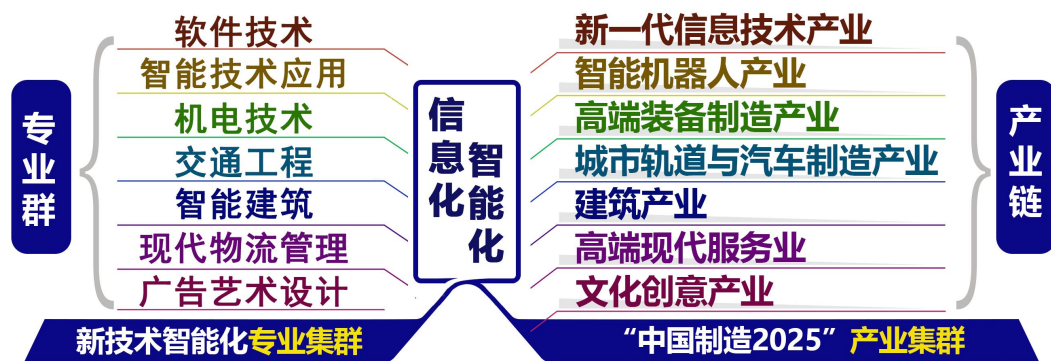 专业群
软件技术
智能技术应用
机电技术
交通工程
智能建筑
现代物流管理
广告艺术设计
信息化
智能化
新一代信息技术产业
智能机器人产业
高端装备制造产业
城市轨道与汽车制造产业
建筑产业
高端现代服务业
文化创意产业
产业链
新技术智能化专业集群
“中国制造2025”产业集群